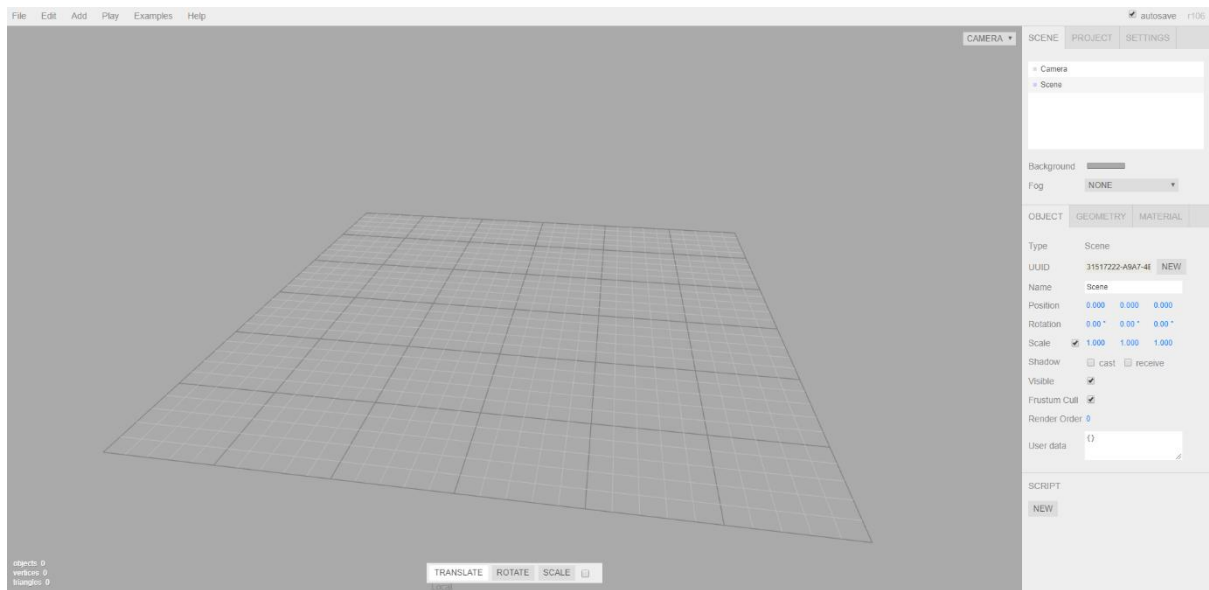 File Edit Add Play Examples Help
autosave r106
CAMERA
SCENE PROJECT SETTINGS
Camera
Scene
Background
Fog NONE
OBJECT GEOMETRY MATERIAL
Type Scene
UUID 31517222-A9A7-4E NEW
Name Scene
Position 0.000 0.000 0.000
Rotation 0.00 ° 0.00 ° 0.00 °
Scale 1.000 1.000 1.000
Shadow cast receive
Visible
Frustum Cull
Render Order 0
User data {}
SCRIPT
NEW
objects 0
vertices 0
triangles 0
TRANSLATE ROTATE SCALE
Local